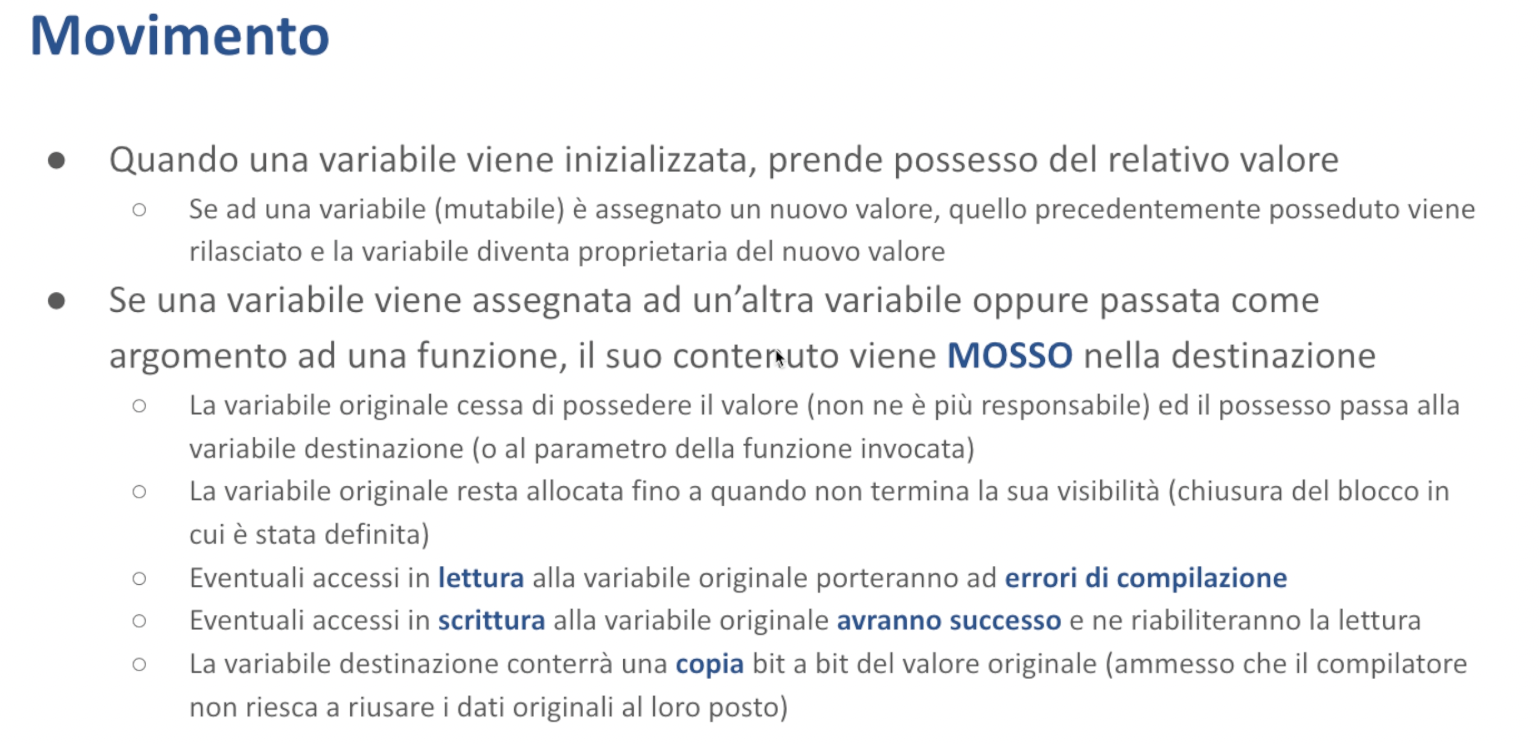 Movimento
● Quando una variabile viene inizializzata, prende possesso del relativo valore
○ Se ad una variabile (mutabile) è assegnato un nuovo valore, quello precedentemente posseduto viene
rilasciato e la variabile diventa proprietaria del nuovo valore
● Se una variabile viene assegnata ad un’altra variabile oppure passata come
argomento ad una funzione, il suo contenuto viene MOSSO nella destinazione
○ La variabile originale cessa di possedere il valore (non ne è più responsabile) ed il possesso passa alla
variabile destinazione (o al parametro della funzione invocata)
○ La variabile originale resta allocata fino a quando non termina la sua visibilità (chiusura del blocco in
cui è stata definita)
○ Eventuali accessi in lettura alla variabile originale porteranno ad errori di compilazione
○ Eventuali accessi in scrittura alla variabile originale avranno successo e ne riabiliteranno la lettura
○ La variabile destinazione conterrà una copia bit a bit del valore originale (ammesso che il compilatore
non riesca a riusare i dati originali al loro posto)